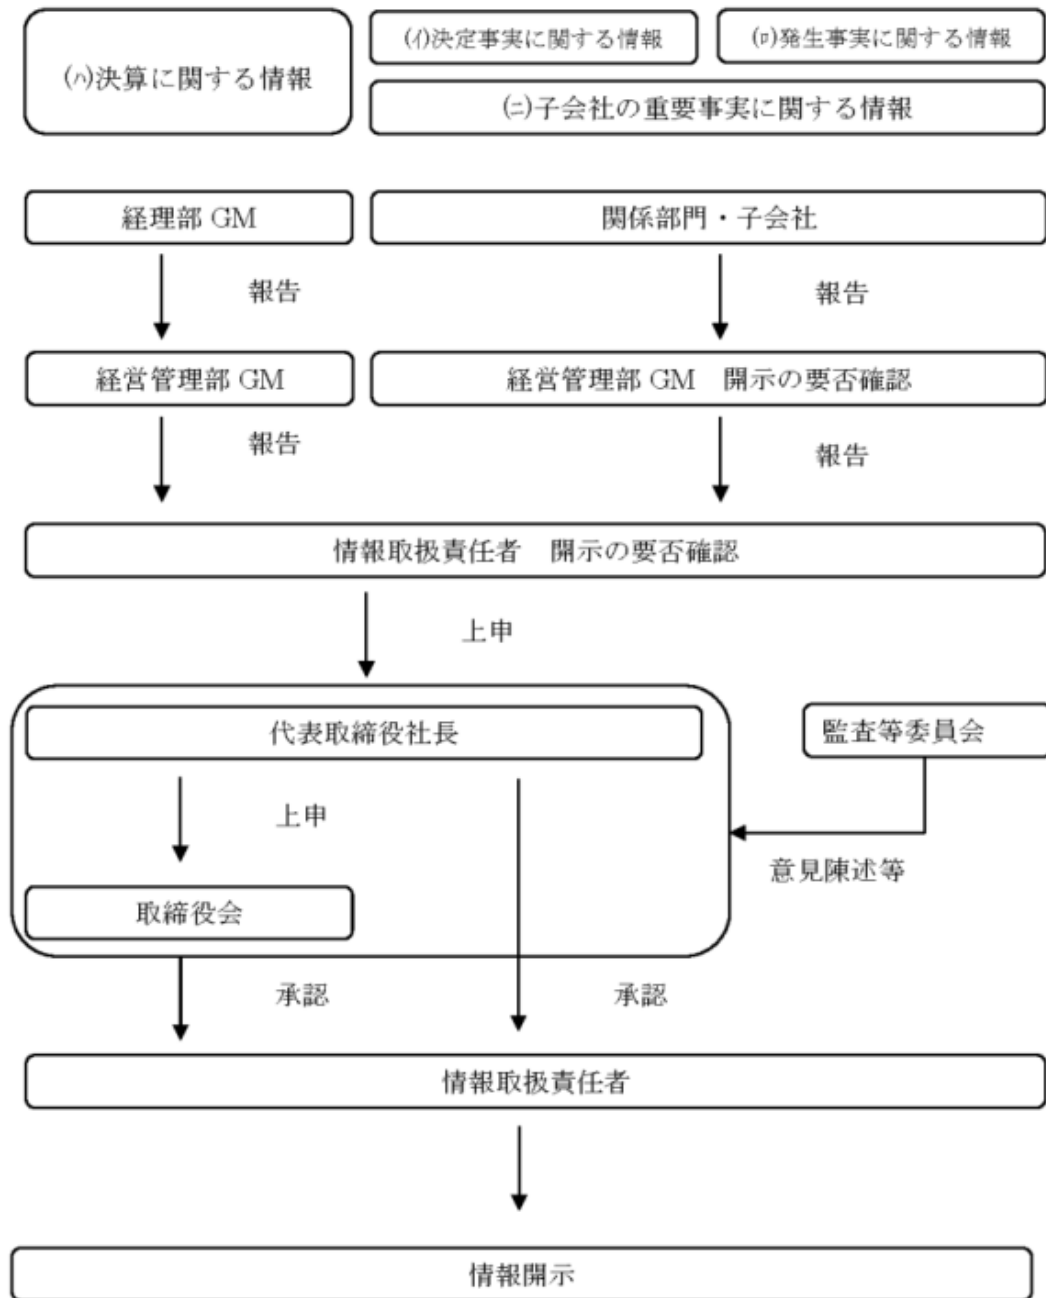 (ハ)決算に関する情報
(イ)決定事実に関する情報
(ロ)発生事実に関する情報
(ニ)子会社の重要事実に関する情報
経理部 GM
関係部門・子会社
報告
報告
経営管理部 GM
経営管理部 GM　開示の要否確認
報告
報告
情報取扱責任者　開示の要否確認
上申
代表取締役社長
監査等委員会
上申
意見陳述等
取締役会
承認
承認
情報取扱責任者
情報開示